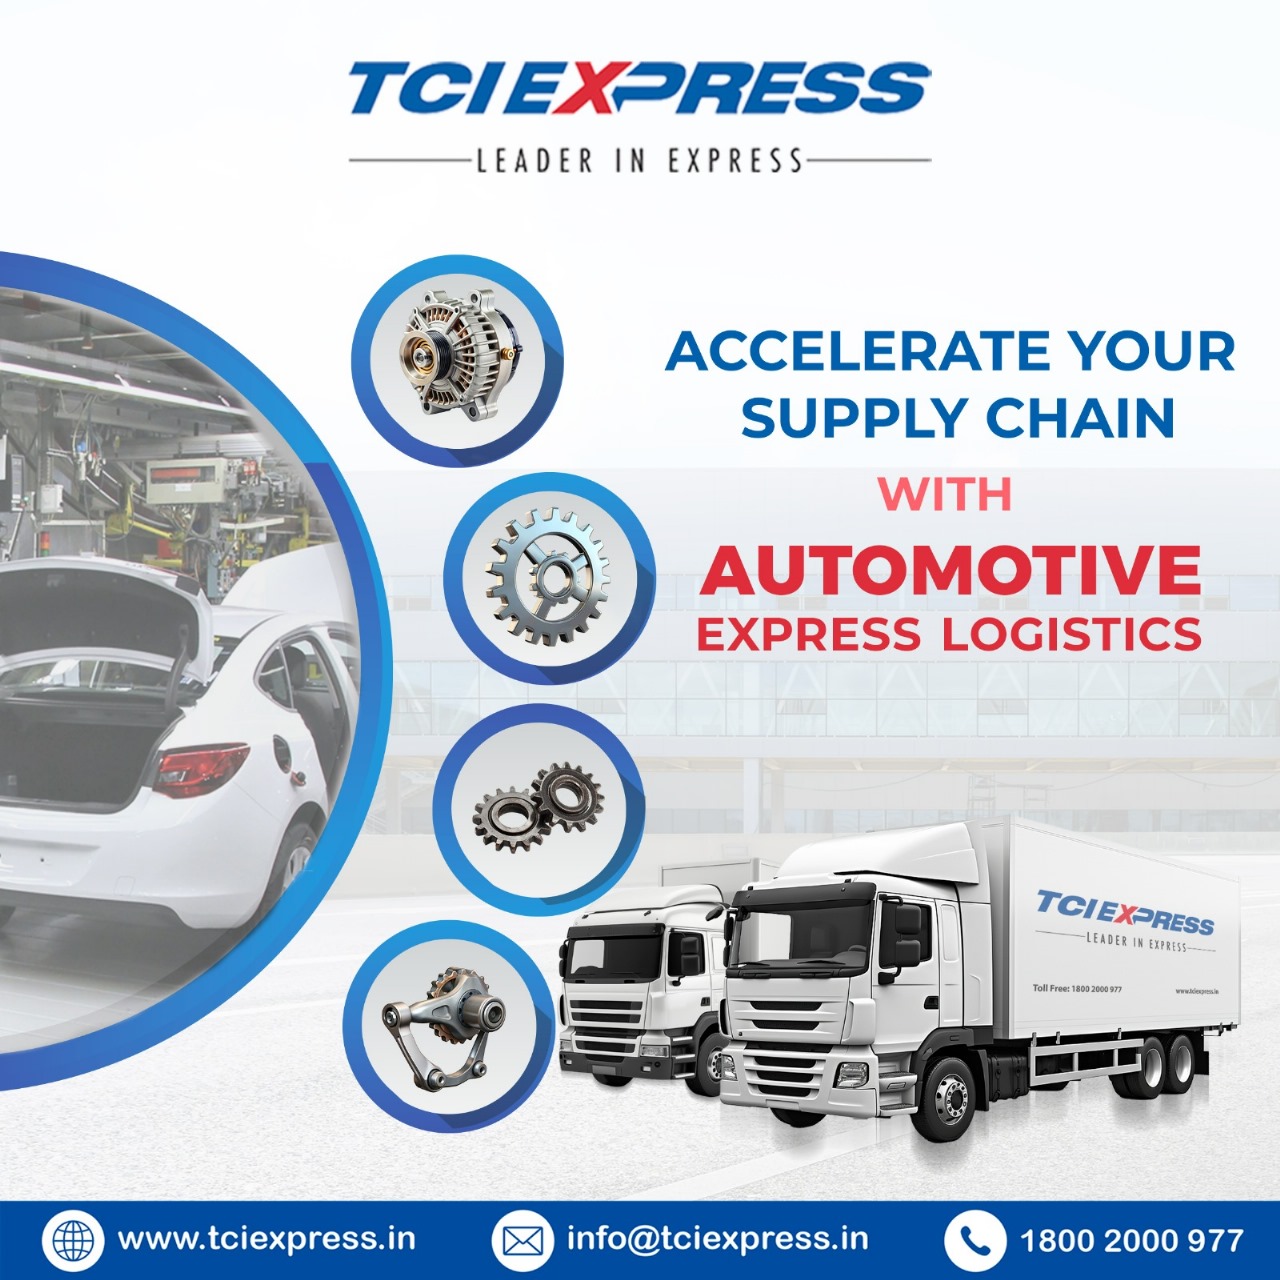 TCIEXPRESS
LEADER IN EXPRESS
ACCELERATE YOUR
SUPPLY CHAIN
WITH
AUTOMOTIVE
EXPRESS LOGISTICS
TCIEXPRESS
LEADER IN EXPRESS
Toll Free: 1800 2000 977
www.tciexpress.in
www.tciexpress.in
info@tciexpress.in
1800 2000 977